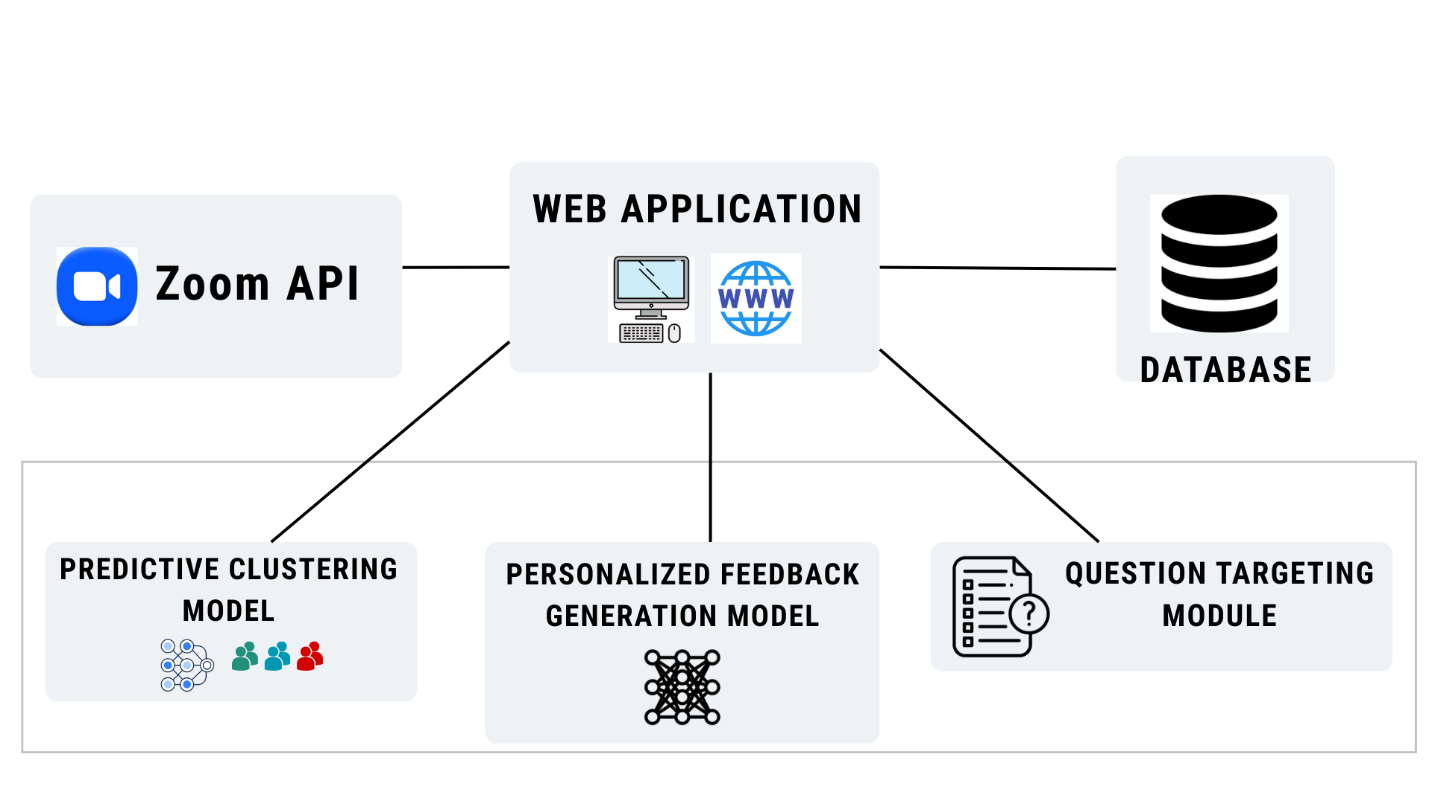 WEB APPLICATION
Zoom API
WWW
DATABASE
PREDICTIVE CLUSTERING
MODEL
PERSONALIZED FEEDBACK
GENERATION MODEL
QUESTION TARGETING
MODULE
?